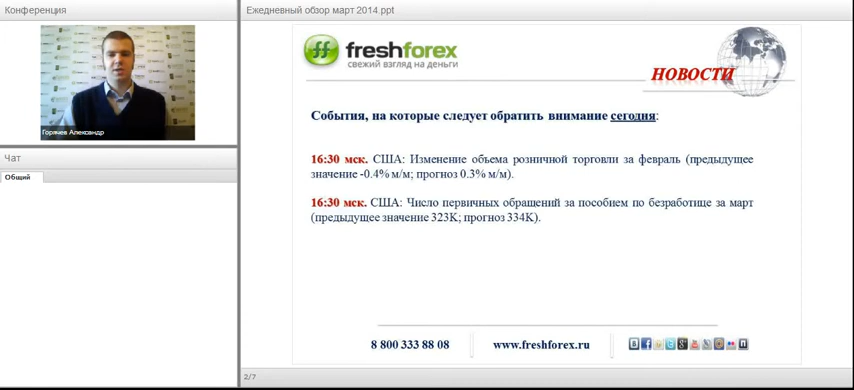 Конференция
Ежедневный обзор март 2014.ppt
Горячев Александр
Чат
Общий
freshforex
свежий взгляд на деньги
НОВОСТИ
События, на которые следует обратить внимание сегодня:
16:30 мск. США: Изменение объема розничной торговли за февраль (предыдущее
значение -0.4% м/м; прогноз 0.3% м/м).
16:30 мск. США: Число первичных обращений за пособием по безработице за март
(предыдущее значение 323К; прогноз 334К).
8 800 333 88 08
www.freshforex.ru
2/7